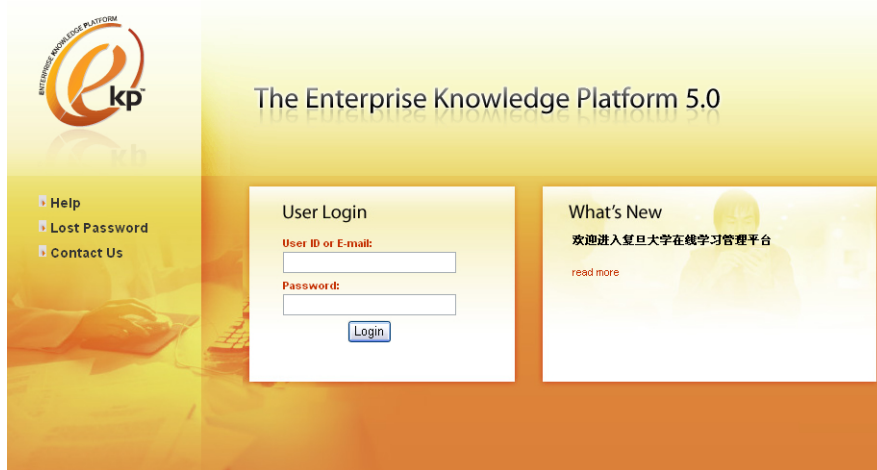 ENTERPRISE KNOWLEDGE PLATFORM
ekp
The Enterprise Knowledge Platform 5.0
Help
Lost Password
Contact Us
User Login
User ID or E-mail:
Password:
Login
What's New
欢迎进入复旦大学在线学习管理平台
read more